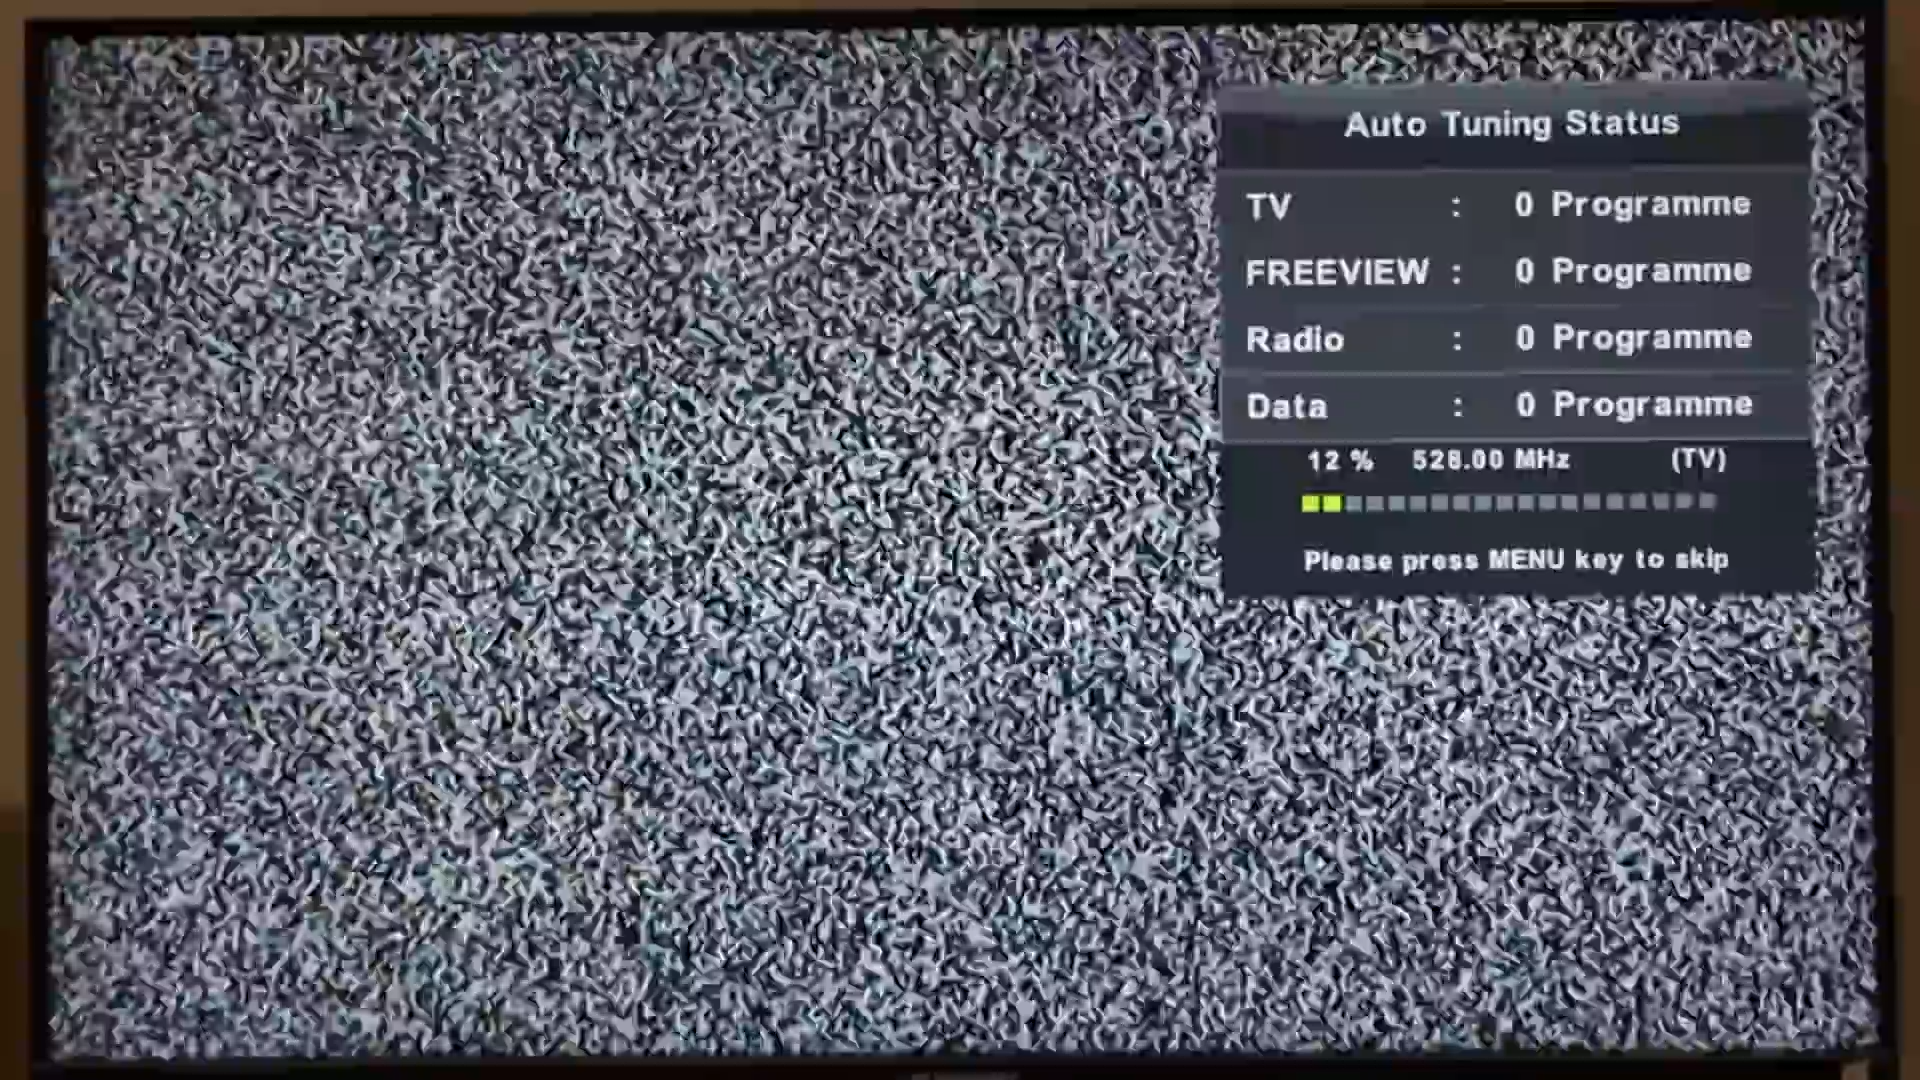 Auto Tuning Status
TV : 0 Programme
FREEVIEW : 0 Programme
Radio : 0 Programme
Data : 0 Programme
12 % 528.00 MHz (TV)
Please press MENU key to skip